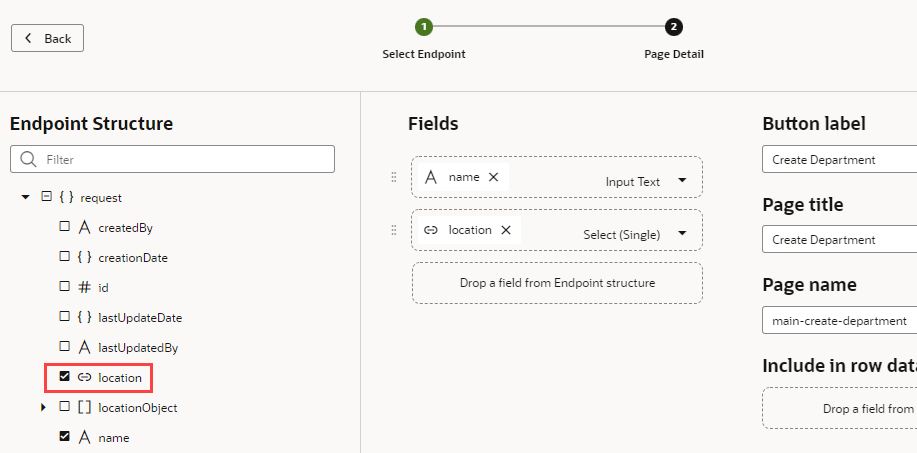 Back
1
2
Select Endpoint
Page Detail
Endpoint Structure
Filter
{ } request
A createdBy
{ } creationDate
# id
{ } lastUpdateDate
A lastUpdatedBy
location
[ ] locationObject
A name
Fields
A name
Input Text
location
Select (Single)
Drop a field from Endpoint structure
Button label
Create Department
Page title
Create Department
Page name
main-create-department
Include in row data
Drop a field from